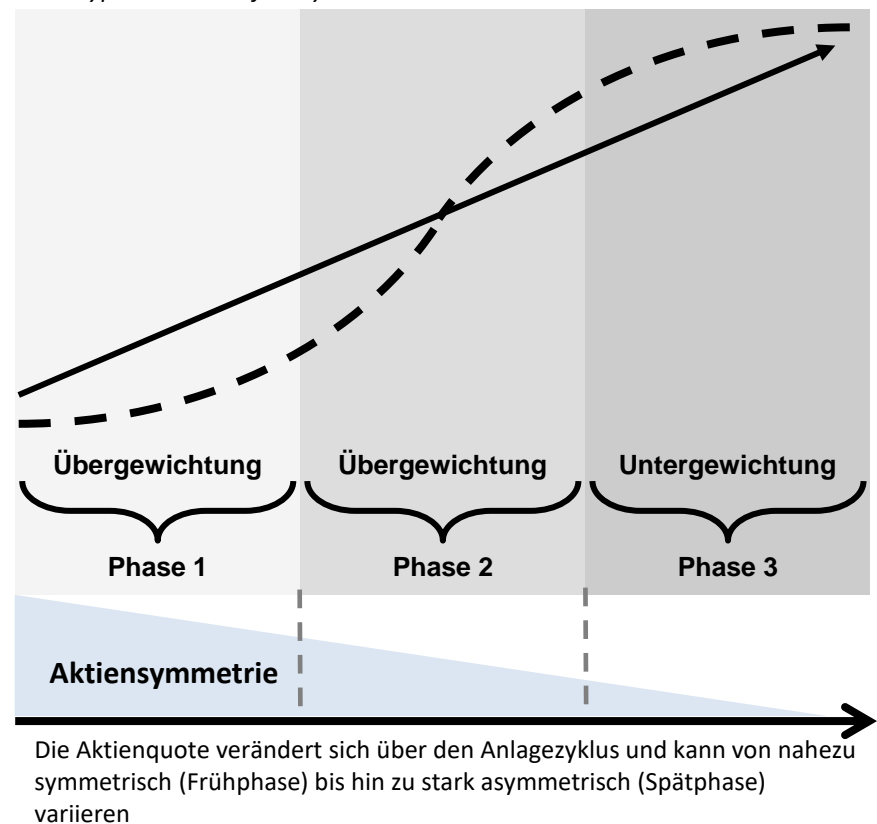 Übergewichtung Übergewichtung Untergewichtung
Phase 1 Phase 2 Phase 3
Aktiensymmetrie
Die Aktienquote verändert sich über den Anlagezyklus und kann von nahezu
symmetrisch (Frühphase) bis hin zu stark asymmetrisch (Spätphase)
variieren